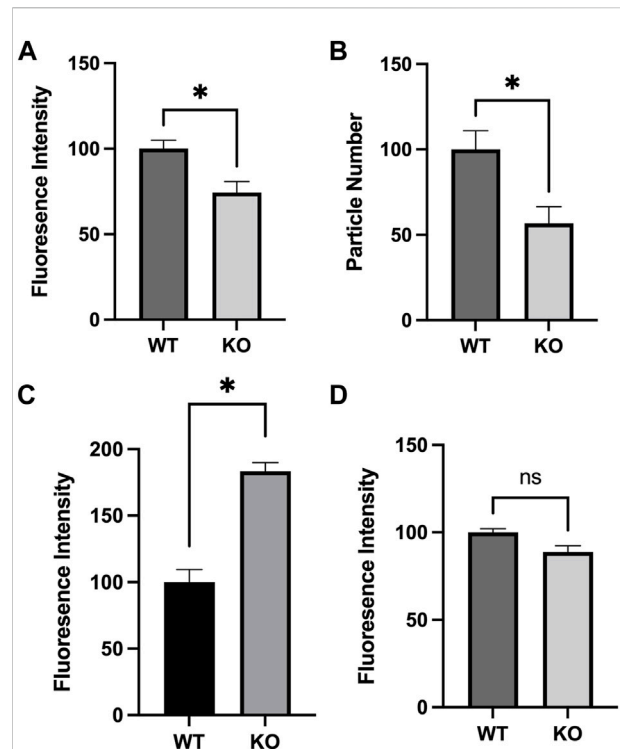 A
Fluoresence Intensity
150
100
50
0
*
WT KO
B
Particle Number
150
100
50
0
*
WT KO
C
Fluoresence Intensity
200
150
100
50
0
*
WT KO
D
Fluoresence Intensity
150
100
50
0
ns
WT KO